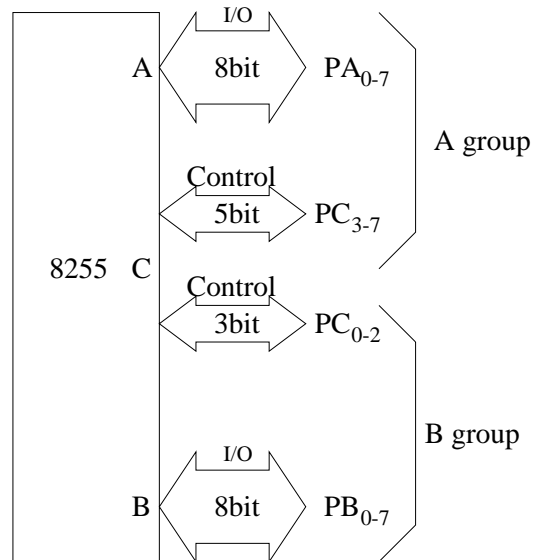 I/O
A 8bit PA0-7
A group
Control
5bit PC3-7
8255 C
Control
3bit PC0-2
B group
I/O
B 8bit PB0-7